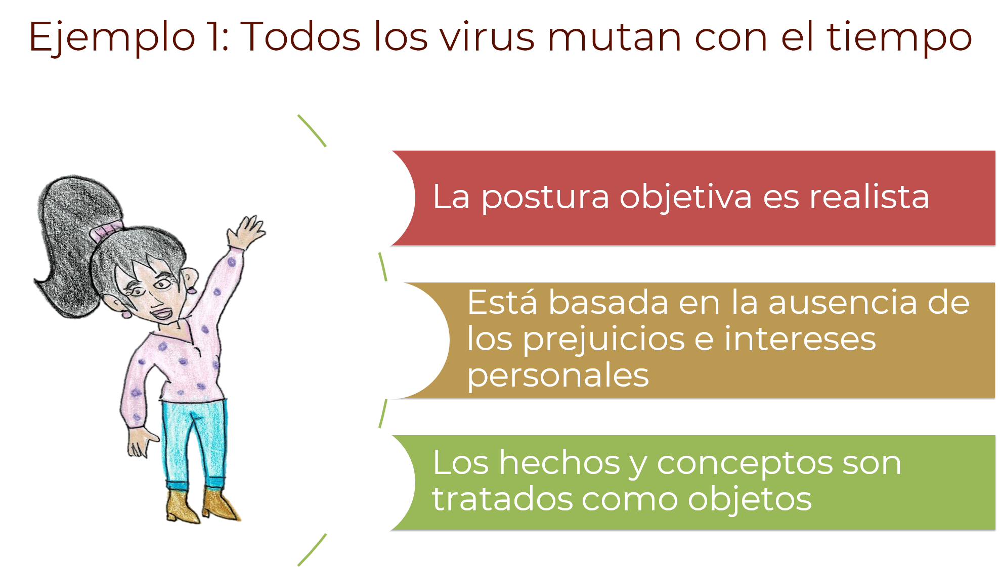 Ejemplo 1: Todos los virus mutan con el tiempo
La postura objetiva es realista
Está basada en la ausencia de
los prejuicios e intereses
personales
Los hechos y conceptos son
tratados como objetos